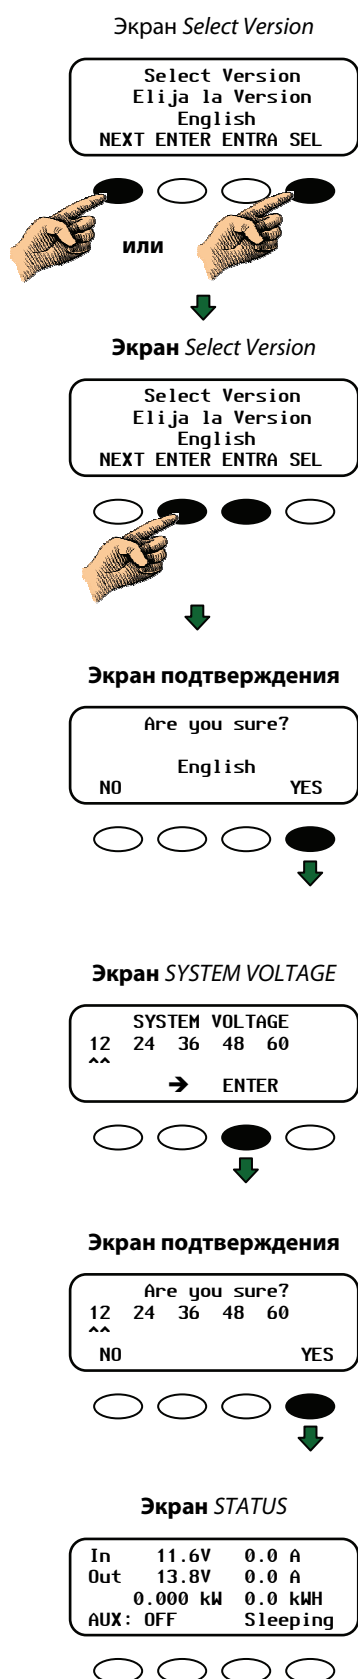 Экран Select Version
Select Version
Elija la Version
English
NEXT ENTER ENTRA SEL
или
Экран Select Version
Select Version
Elija la Version
English
NEXT ENTER ENTRA SEL
Экран подтверждения
Are you sure?
English
NO YES
Экран SYSTEM VOLTAGE
SYSTEM VOLTAGE
12 24 36 48 60
^^
➔ ENTER
Экран подтверждения
Are you sure?
12 24 36 48 60
^^
NO YES
Экран STATUS
In 11.6V 0.0 A
Out 13.8V 0.0 A
0.000 kW 0.0 kWH
AUX: OFF Sleeping